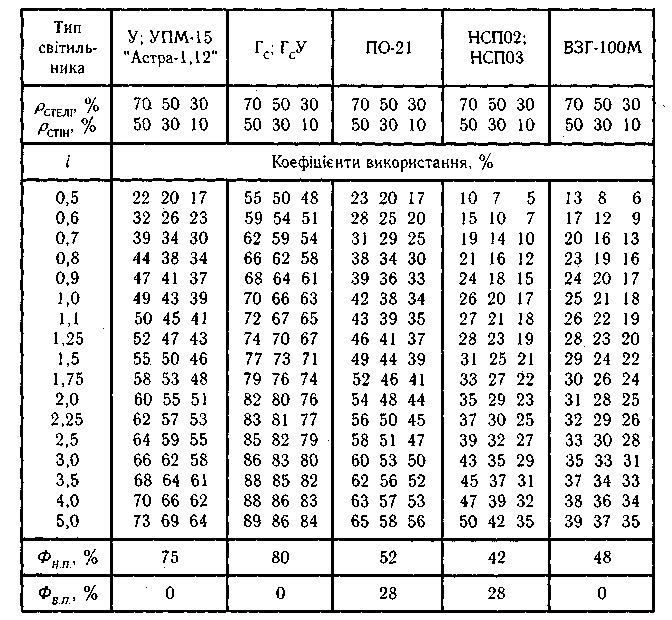 Тип світиль- ника У; УПМ-15 "Астра-1,12" Гс; ГсУ ПО-21 НСП02; НСП03 ВЗГ-100М
ρСТЕЛІ, % 70 50 30 70 50 30 70 50 30 70 50 30 70 50 30
ρСТІН, % 50 30 10 50 30 10 50 30 10 50 30 10 50 30 10
i Коефіцієнти використання, %
0,5 22 20 17 55 50 48 23 20 17 10 7 5 13 8 6
0,6 32 26 23 59 54 51 28 25 20 15 10 7 17 12 9
0,7 39 34 30 62 59 54 31 29 25 19 14 10 20 16 13
0,8 44 38 34 66 62 58 38 34 30 21 16 12 23 19 16
0,9 47 41 37 68 64 61 39 36 33 24 18 15 24 20 17
1,0 49 43 39 70 66 63 42 38 34 26 20 17 25 21 18
1,1 50 45 41 72 67 65 43 39 35 27 21 18 26 22 19
1,25 52 47 43 74 70 67 46 41 37 28 23 19 28 23 20
1,5 55 50 46 77 73 71 49 44 39 31 25 21 29 24 22
1,75 58 53 48 79 76 74 52 46 41 33 27 22 30 26 24
2,0 60 55 51 82 80 76 54 48 44 35 29 23 31 28 25
2,25 62 57 53 83 81 77 56 50 45 37 30 25 32 29 26
2,5 64 59 55 85 82 79 58 51 47 39 32 27 33 30 28
3,0 66 62 58 86 83 80 60 53 50 43 35 29 35 33 31
3,5 68 64 61 88 85 82 62 56 52 45 37 31 37 34 33
4,0 70 66 62 88 86 83 63 57 53 47 39 32 38 36 34
5,0 73 69 64 89 86 84 65 58 56 50 42 35 39 37 35
Фн.п., % 75 80 52 42 48
Фв.п., % 0 0 28 28 0